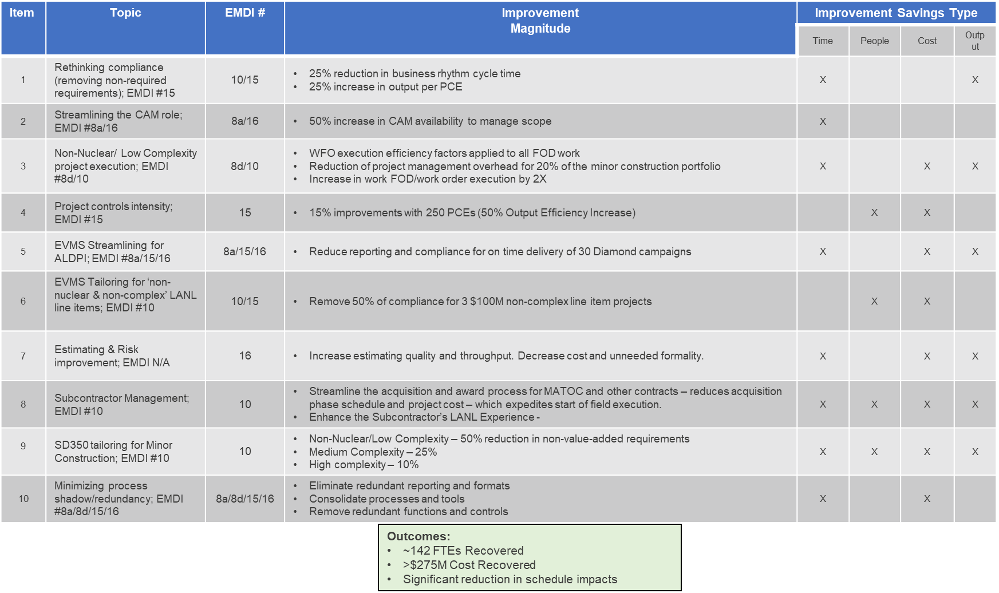 Item
Topic
EMDI #
Improvement
Magnitude
Improvement Savings Type
Time
People
Cost
Outp
ut
1
Rethinking compliance
(removing non-required
requirements); EMDI #15
10/15
• 25% reduction in business rhythm cycle time
• 25% increase in output per PCE
X
X
2
Streamlining the CAM role;
EMDI #8a/16
8a/16
• 50% increase in CAM availability to manage scope
X
3
Non-Nuclear/ Low Complexity
project execution; EMDI
#8d/10
8d/10
• WFO execution efficiency factors applied to all FOD work
• Reduction of project management overhead for 20% of the minor construction portfolio
• Increase in work FOD/work order execution by 2X
X
X
X
4
Project controls intensity;
EMDI #15
15
• 15% improvements with 250 PCEs (50% Output Efficiency Increase)
X
X
5
EVMS Streamlining for
ALDPI; EMDI #8a/15/16
8a/15/16
• Reduce reporting and compliance for on time delivery of 30 Diamond campaigns
X
X
X
6
EVMS Tailoring for ‘non-
nuclear & non-complex’ LANL
line items; EMDI #10
10/15
• Remove 50% of compliance for 3 $100M non-complex line item projects
X
X
7
Estimating & Risk
improvement; EMDI N/A
16
• Increase estimating quality and throughput. Decrease cost and unneeded formality.
X
X
X
8
Subcontractor Management;
EMDI #10
10
• Streamline the acquisition and award process for MATOC and other contracts – reduces acquisition
phase schedule and project cost – which expedites start of field execution.
• Enhance the Subcontractor’s LANL Experience -
X
X
X
X
9
SD350 tailoring for Minor
Construction; EMDI #10
10
• Non-Nuclear/Low Complexity – 50% reduction in non-value-added requirements
• Medium Complexity – 25%
• High complexity – 10%
X
X
X
X
10
Minimizing process
shadow/redundancy; EMDI
#8a/8d/15/16
8a/8d/15/16
• Eliminate redundant reporting and formats
• Consolidate processes and tools
• Remove redundant functions and controls
X
X
Outcomes:
• ~142 FTEs Recovered
• >$275M Cost Recovered
• Significant reduction in schedule impacts